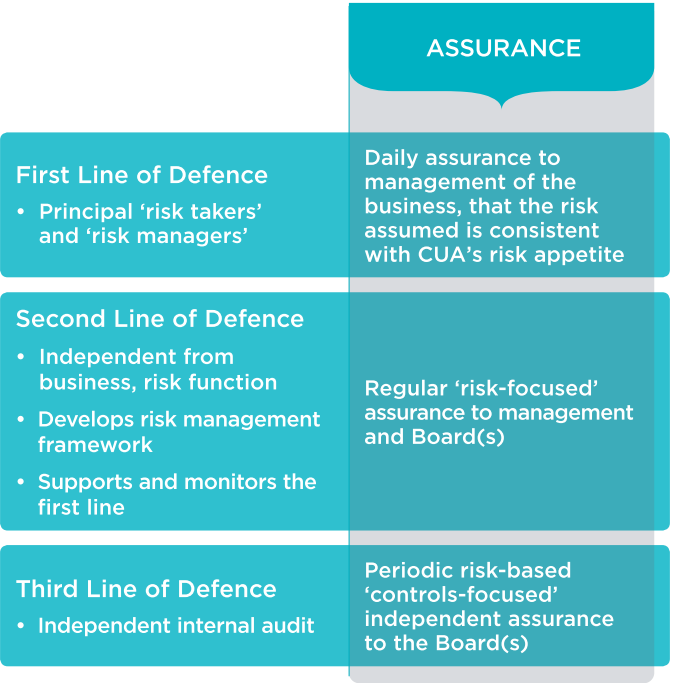 ASSURANCE
First Line of Defence
• Principal ‘risk takers’
and ‘risk managers’
Daily assurance to
management of the
business, that the risk
assumed is consistent
with CUA’s risk appetite
Second Line of Defence
• Independent from
business, risk function
• Develops risk management
framework
• Supports and monitors the
first line
Regular ‘risk-focused’
assurance to management
and Board(s)
Third Line of Defence
• Independent internal audit
Periodic risk-based
‘controls-focused’
independent assurance
to the Board(s)